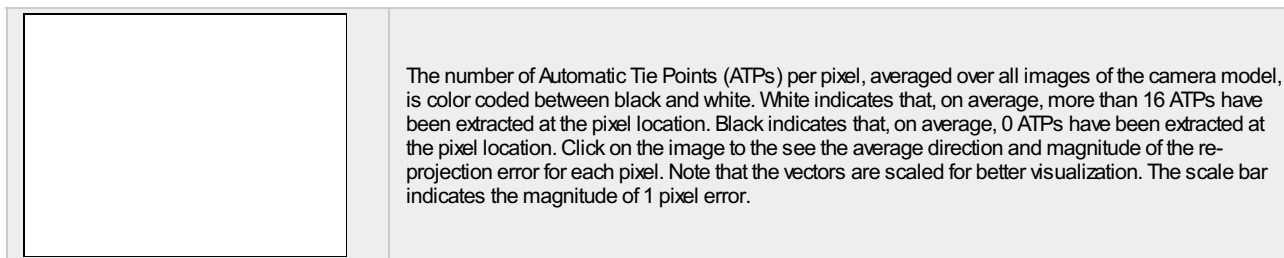 The number of Automatic Tie Points (ATPs) per pixel, averaged over all images of the camera model,
is color coded between black and white. White indicates that, on average, more than 16 ATPs have
been extracted at the pixel location. Black indicates that, on average, 0 ATPs have been extracted at
the pixel location. Click on the image to the see the average direction and magnitude of the re-
projection error for each pixel. Note that the vectors are scaled for better visualization. The scale bar
indicates the magnitude of 1 pixel error.